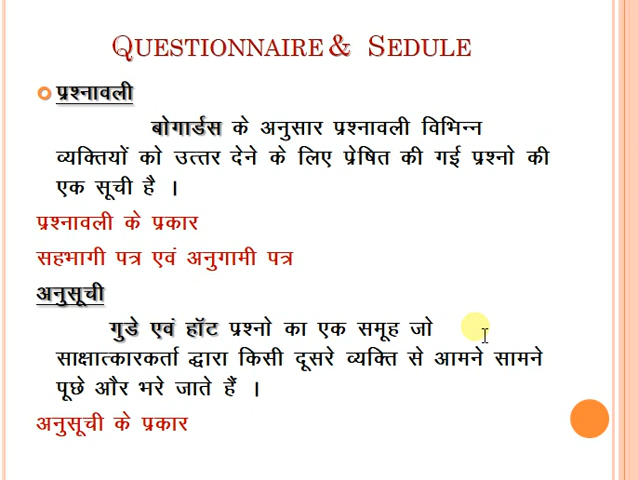 QUESTIONNAIRE & SEDULE
प्रश्नावली
बोगार्डस के अनुसार प्रश्नावली विभिन्न
व्यक्तियों को उत्तर देने के लिए प्रेषित की गई प्रश्नो की
एक सूची है ।
प्रश्नावली के प्रकार
सहभागी पत्र एवं अनुगामी पत्र
अनुसूची
गुडे एवं हॉट प्रश्नो का एक समूह जो
साक्षात्कारकर्ता द्वारा किसी दूसरे व्यक्ति से आमने सामने
पूछे और भरे जाते हैं ।
अनुसूची के प्रकार